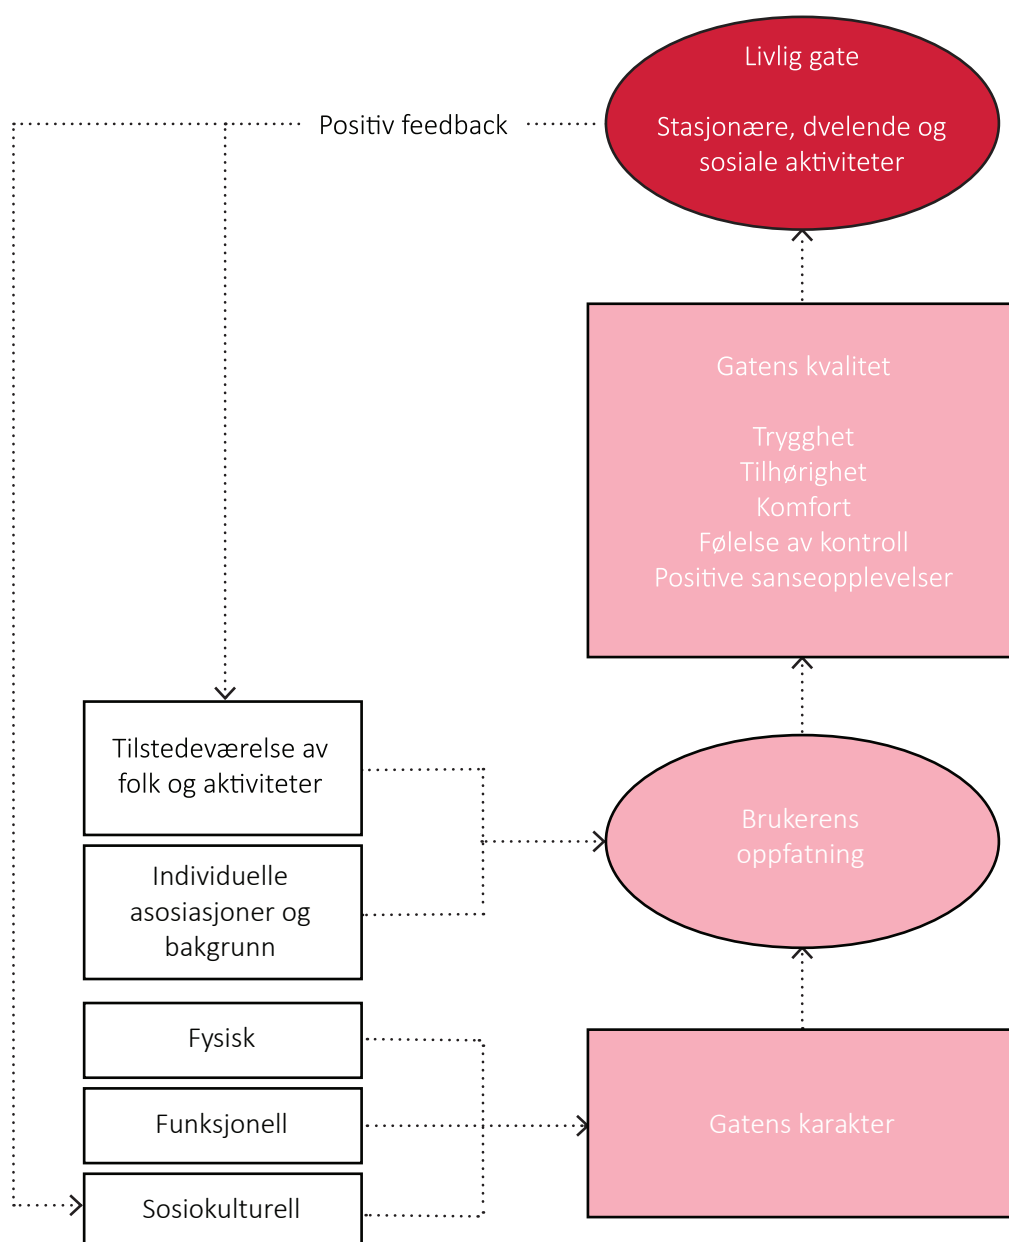 Livlig gate
Positiv feedback
Stasjonære, dvelende og
sosiale aktiviteter
Gatens kvalitet
Trygghet
Tilhørighet
Komfort
Følelse av kontroll
Positive sanseopplevelser
Tilstedeværelse av
folk og aktiviteter
Brukerens
oppfatning
Individuelle
asosiasjoner og
bakgrunn
Fysisk
Funksjonell
Gatens karakter
Sosiokulturell